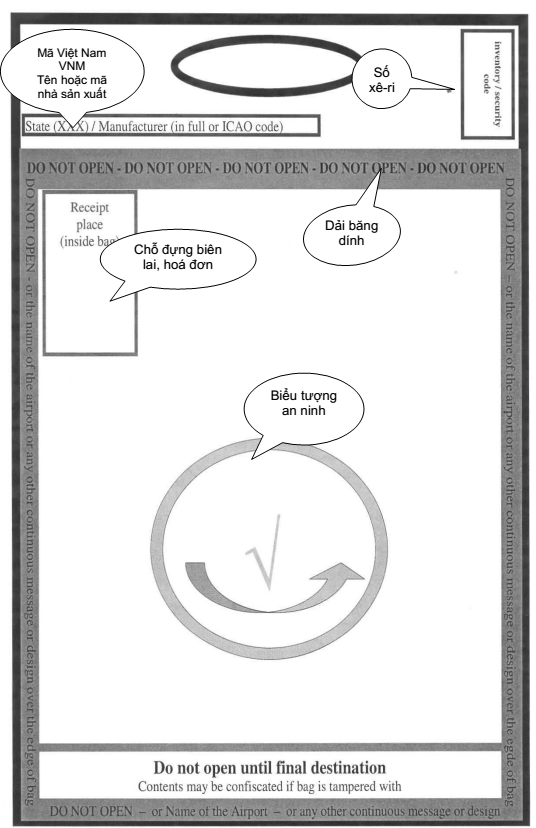 Mã Việt Nam
VNM
Tên hoặc mã
nhà sản xuất
Số
xê-ri
inventory / security
code
State (XXX) / Manufacturer (in full or ICAO code)
DO NOT OPEN - DO NOT OPEN - DO NOT OPEN - DO NOT OPEN - DO NOT OPEN
Receipt
place
(inside bag)
Dải băng
dính
Chỗ đựng biên
lai, hoá đơn
DO NOT OPEN - or the name of the airport or any other continuous message or design over the edge of bag
DO NOT OPEN - or the name of the airport or any other continuous message or design over the egde of bag
Biểu tượng
an ninh
√
Do not open until final destination
Contents may be confiscated if bag is tampered with
DO NOT OPEN – or Name of the Airport – or any other continuous message or design